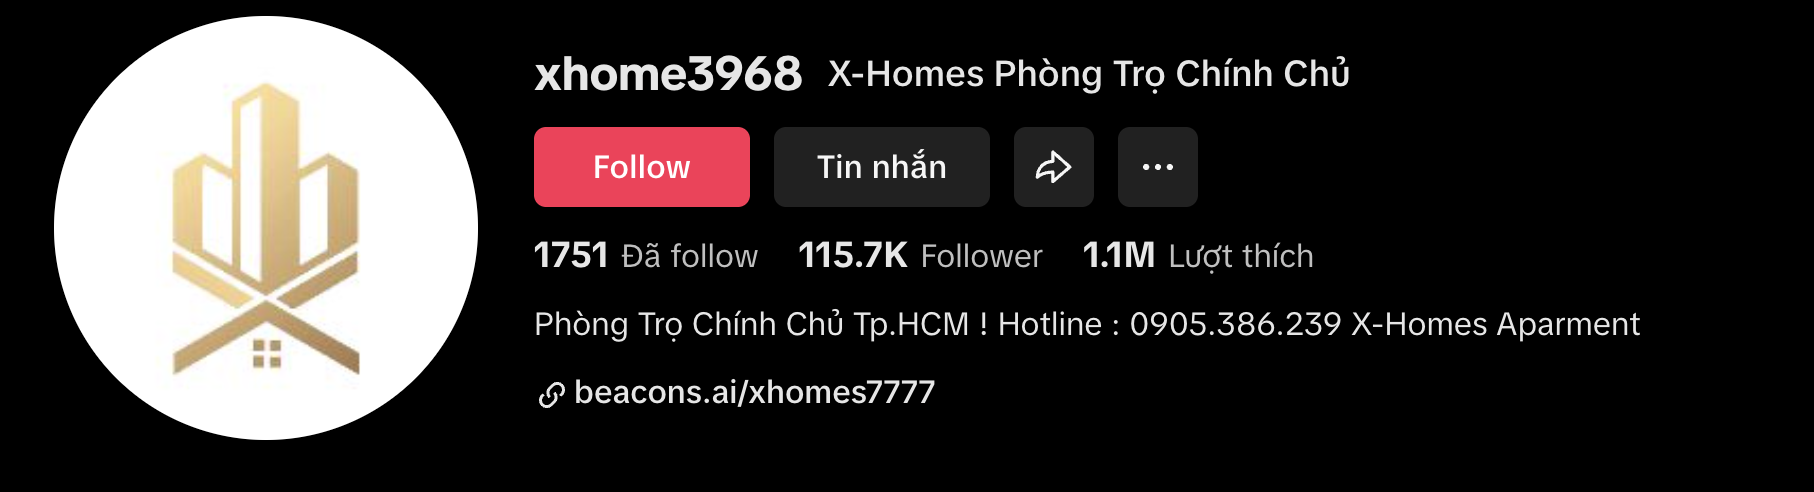 xhome3968 X-Homes Phòng Trọ Chính Chủ
Follow Tin nhắn
1751 Đã follow 115.7K Follower 1.1M Lượt thích
Phòng Trọ Chính Chủ Tp.HCM ! Hotline : 0905.386.239 X-Homes Aparment
beacons.ai/xhomes7777